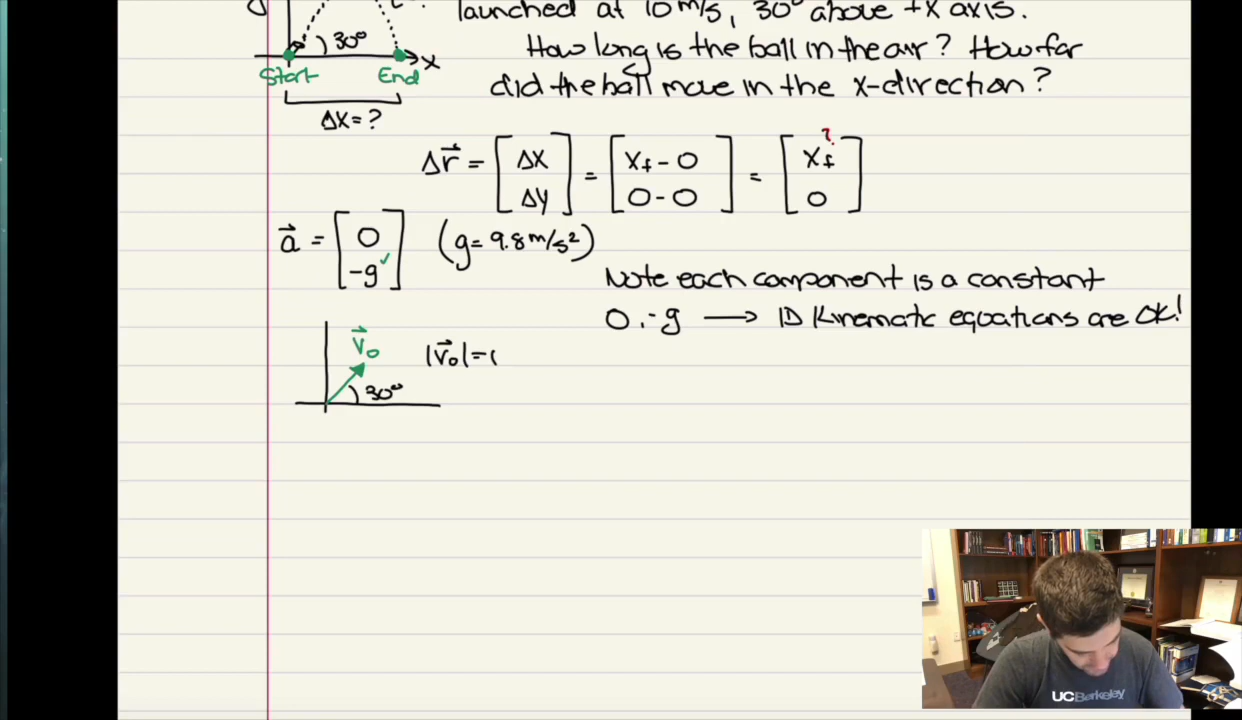 launched at 10 m/s, 30° above +x axis.
How long is the ball in the air? How far
did the ball move in the x-direction?
30°
x
Start End
Δx = ?
Δr⃗ = [Δx Δy] = [xf - 0 0 - 0] = [xf? 0]
a⃗ = [0 -g✓] (g = 9.8 m/s²)
Note each component is a constant
0, -g → 1D Kinematic equations are OK!
v⃗₀ |v⃗₀| = (
30°
UC Berkeley